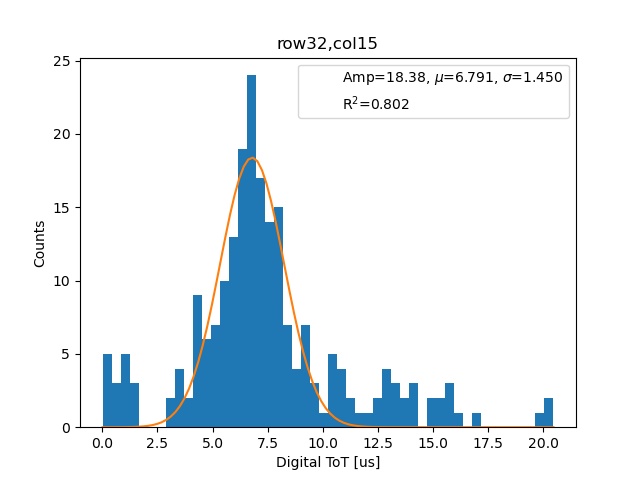 row32,col15
Amp=18.38, μ=6.791, σ=1.450
R²=0.802
25
20
15
10
5
0
Counts
0.0 2.5 5.0 7.5 10.0 12.5 15.0 17.5 20.0
Digital ToT [us]